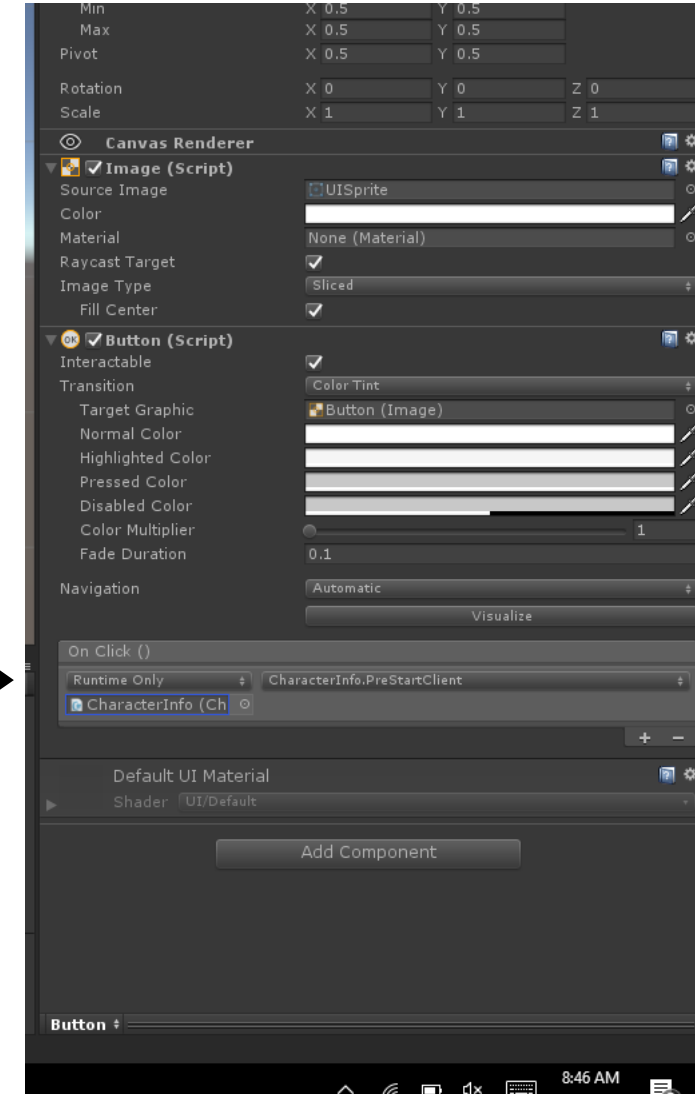 Min X 0.5 Y 0.5
Max X 0.5 Y 0.5
Pivot X 0.5 Y 0.5
Rotation X 0 Y 0 Z 0
Scale X 1 Y 1 Z 1
Canvas Renderer
Image (Script)
Source Image UISprite
Color
Material None (Material)
Raycast Target
Image Type Sliced
Fill Center
OK Button (Script)
Interactable
Transition Color Tint
Target Graphic Button (Image)
Normal Color
Highlighted Color
Pressed Color
Disabled Color
Color Multiplier 1
Fade Duration 0.1
Navigation Automatic
Visualize
On Click ()
Runtime Only CharacterInfo.PreStartClient
CharacterInfo (Ch
+ −
Default UI Material
Shader UI/Default
Add Component
Button
8:46 AM